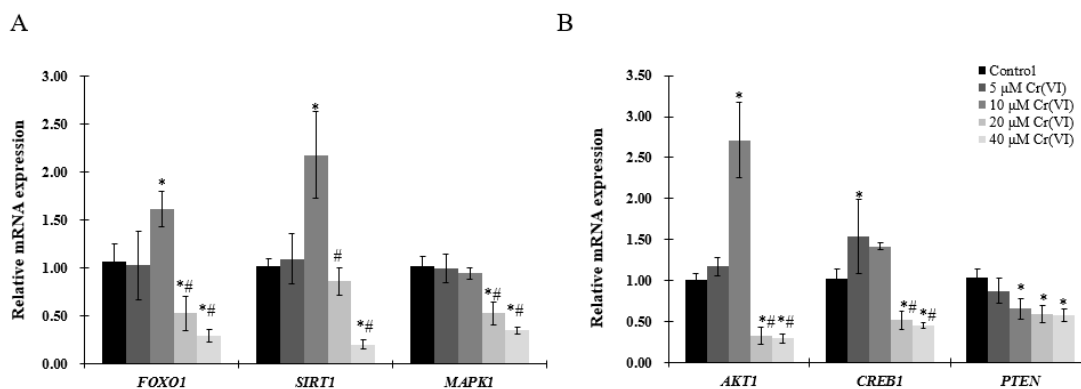 A
Relative mRNA expression
3.00
2.50
2.00
1.50
1.00
0.50
0.00
*
*#
*#
*
#
*#
*#
*#
FOXO1 SIRT1 MAPK1
B
Relative mRNA expression
3.50
3.00
2.50
2.00
1.50
1.00
0.50
0.00
Control
5 μM Cr(VI)
10 μM Cr(VI)
20 μM Cr(VI)
40 μM Cr(VI)
*
*# *#
*
*#
*#
* * *
AKT1 CREB1 PTEN